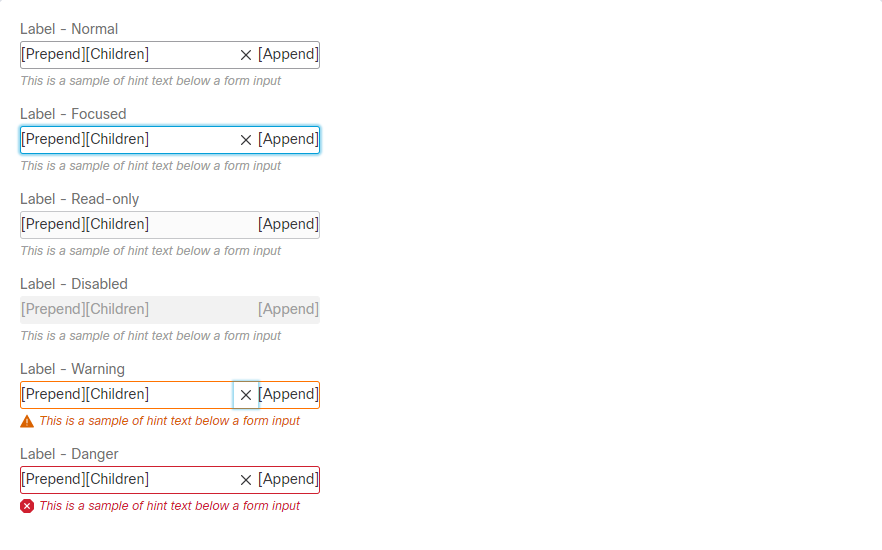 Label - Normal
[Prepend][Children] [Append]
This is a sample of hint text below a form input
Label - Focused
[Prepend][Children] [Append]
This is a sample of hint text below a form input
Label - Read-only
[Prepend][Children] [Append]
This is a sample of hint text below a form input
Label - Disabled
[Prepend][Children] [Append]
This is a sample of hint text below a form input
Label - Warning
[Prepend][Children] [Append]
This is a sample of hint text below a form input
Label - Danger
[Prepend][Children] [Append]
This is a sample of hint text below a form input